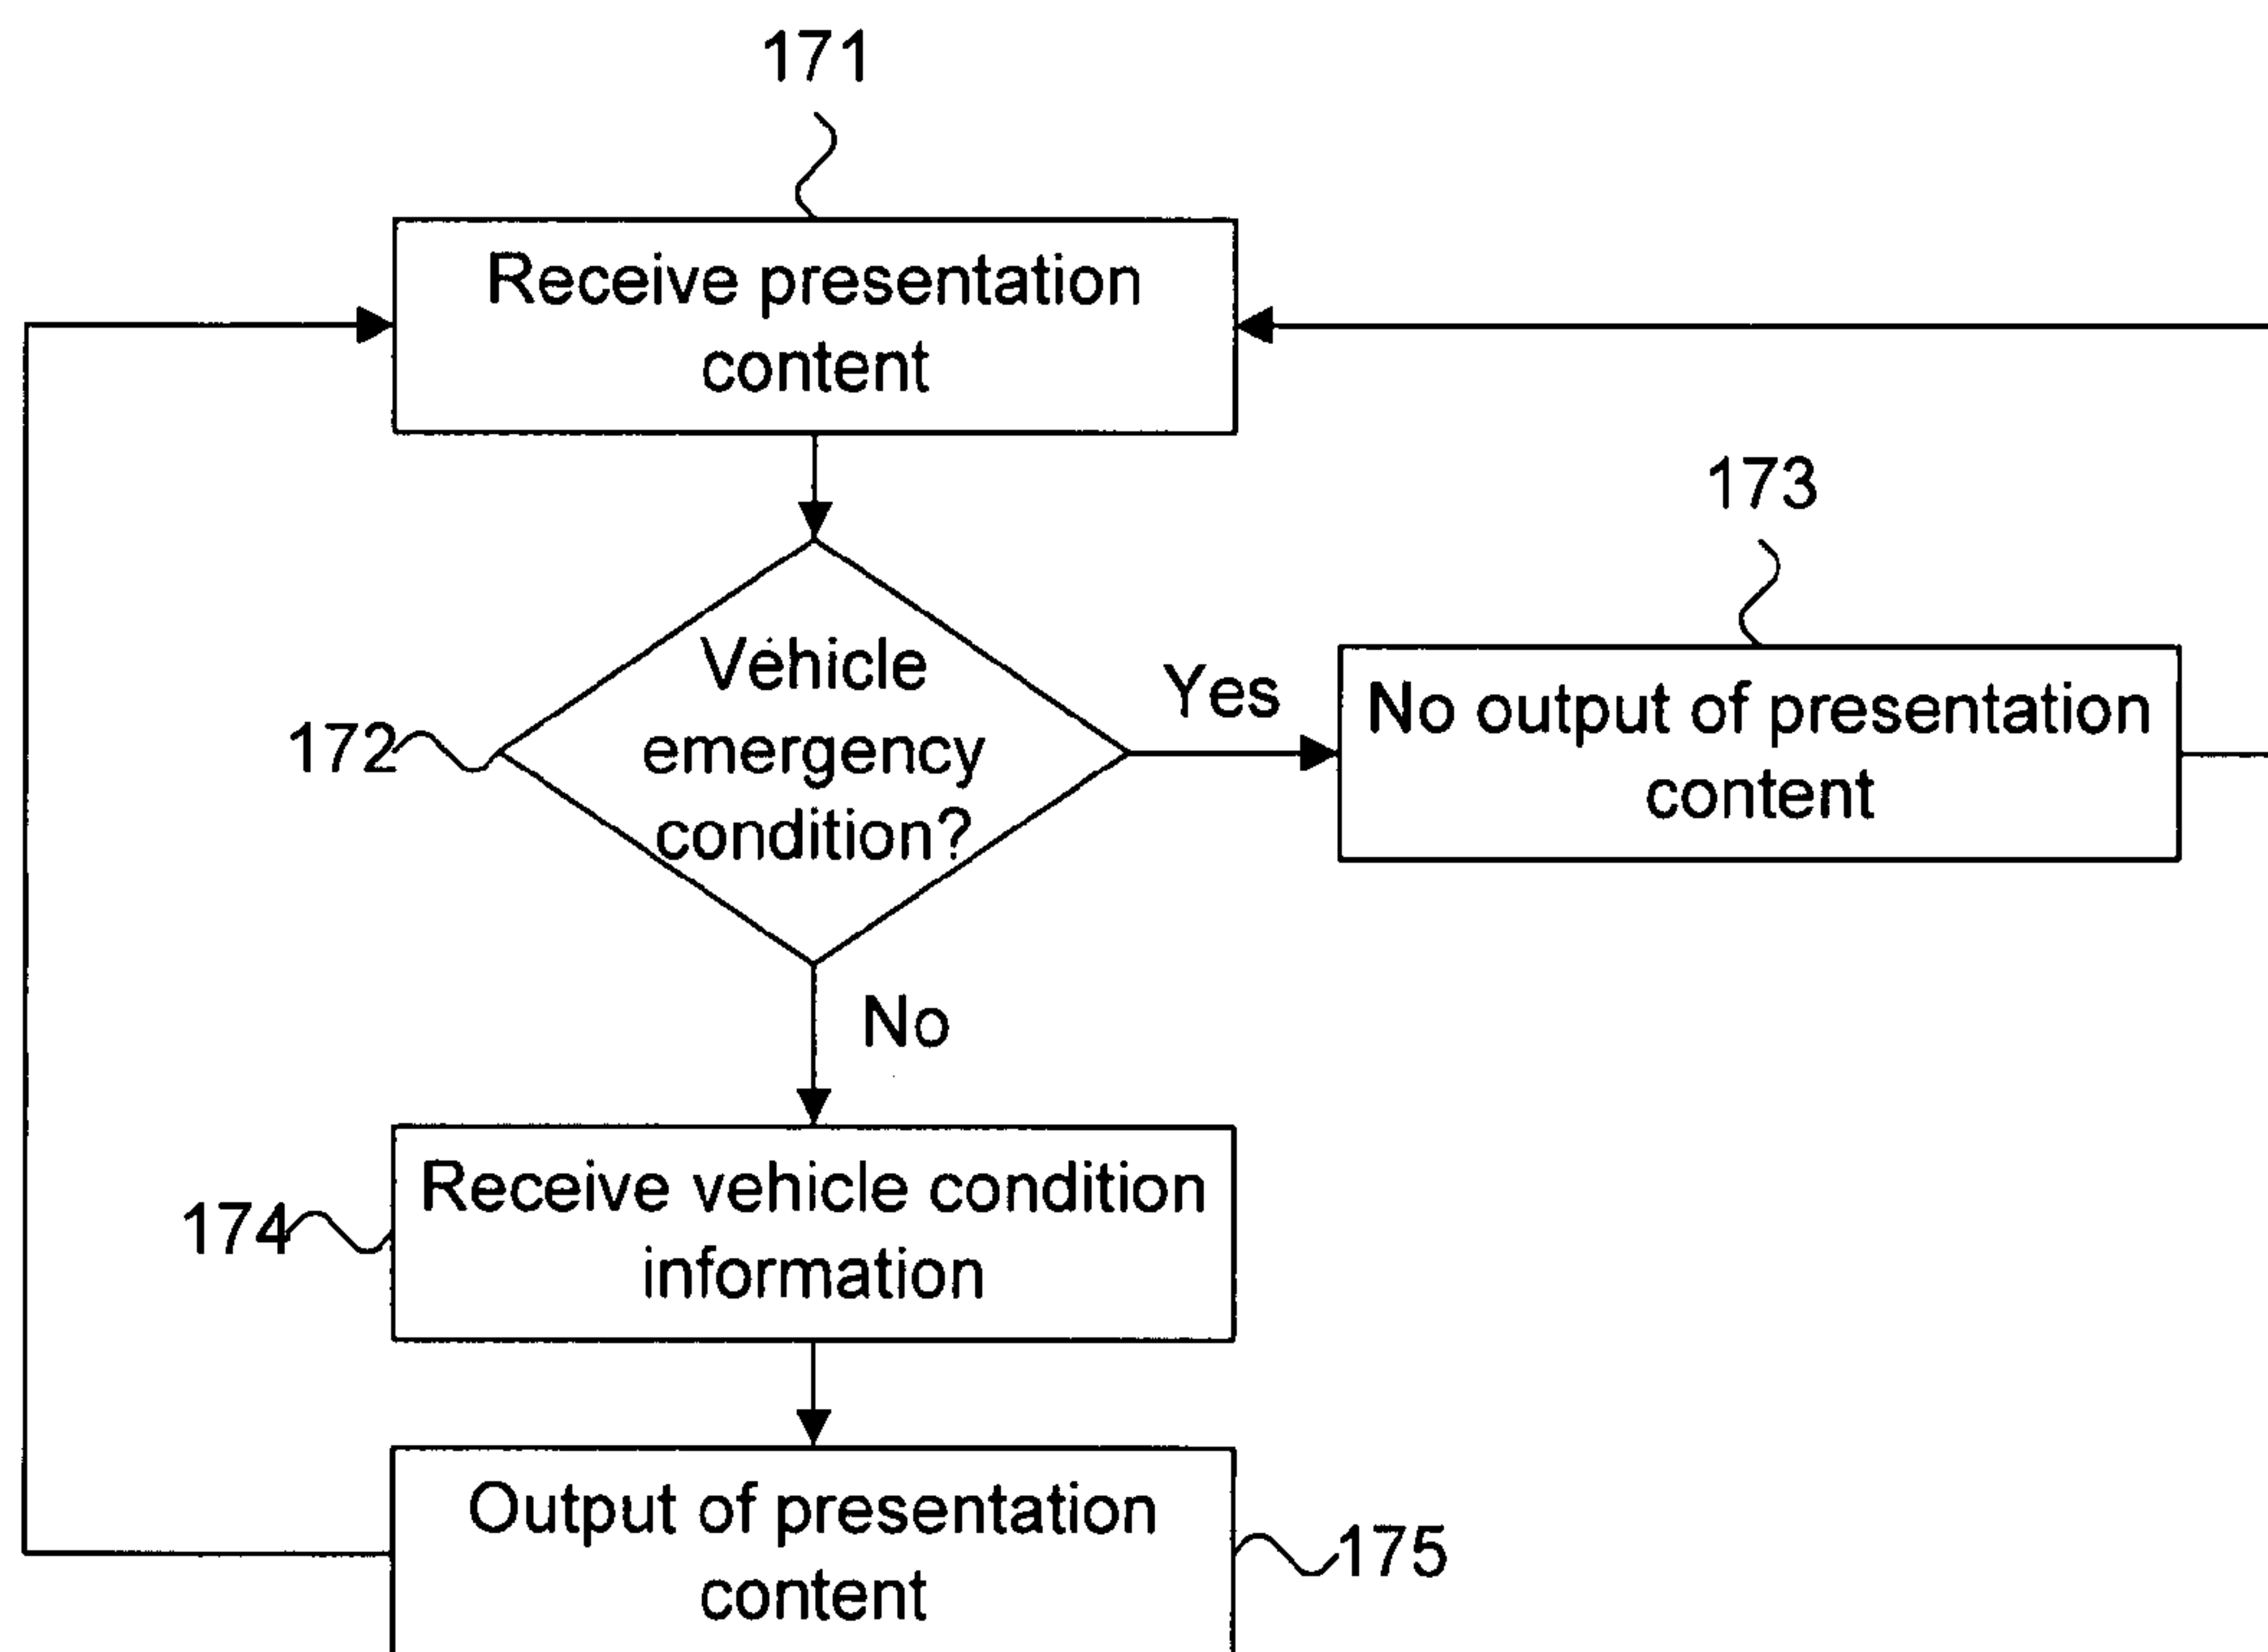 171
Receive presentation
content
173
Vehicle
emergency
condition?
172
Yes
No output of presentation
content
No
Receive vehicle condition
information
174
Output of presentation
content
175